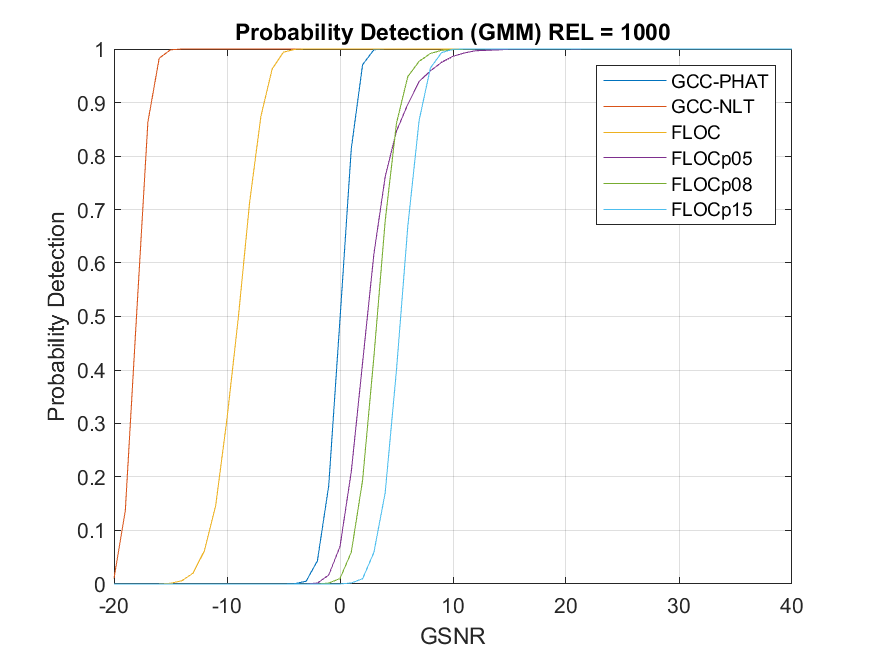 Probability Detection (GMM) REL = 1000
1
0.9
0.8
0.7
0.6
0.5
0.4
0.3
0.2
0.1
0
Probability Detection
GCC-PHAT
GCC-NLT
FLOC
FLOCp05
FLOCp08
FLOCp15
-20 -10 0 10 20 30 40
GSNR